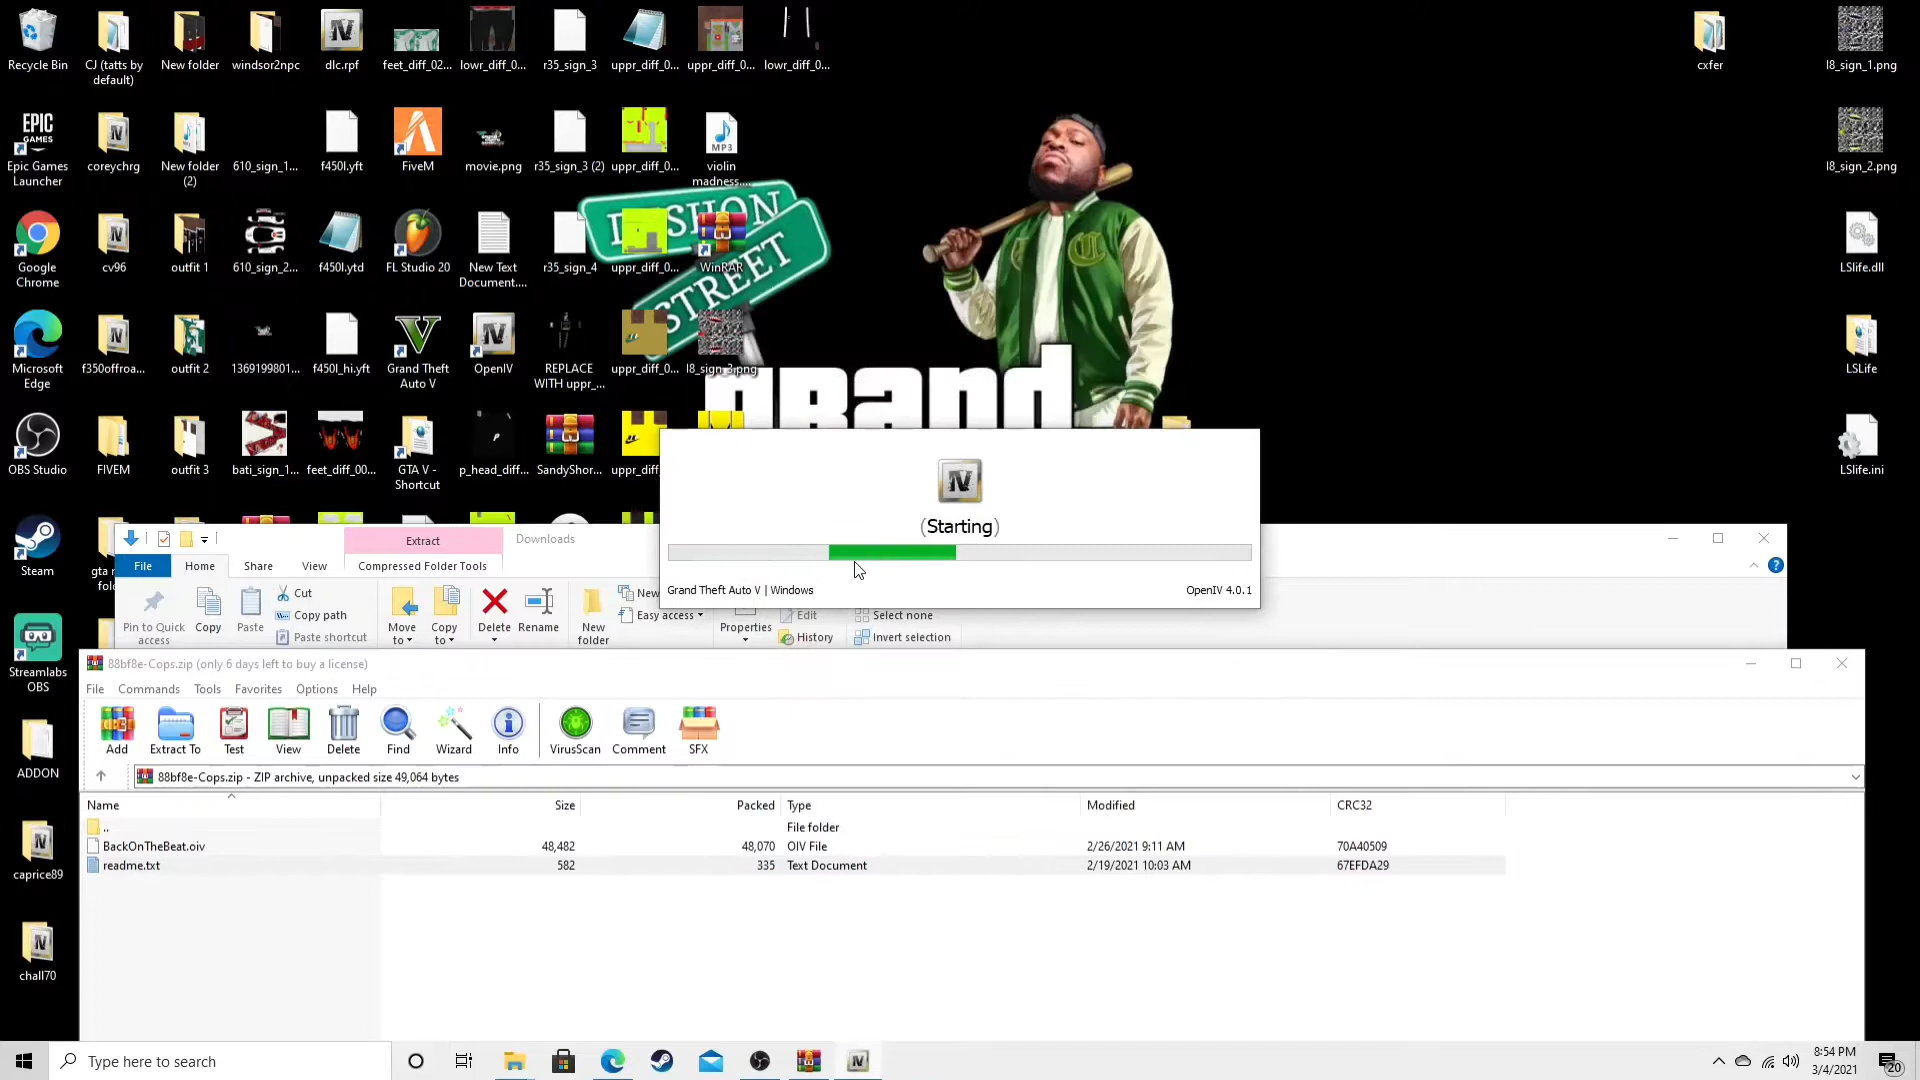 Recycle Bin
CJ (tatts by
default)
New folder
windsor2npc
dlc.rpf
feet_diff_02...
lowr_diff_0...
r35_sign_3
uppr_diff_0...
uppr_diff_0...
lowr_diff_0...
cxfer
l8_sign_1.png
EPIC
GAMES
Epic Games
Launcher
coreychrg
New folder
(2)
610_sign_1...
f450l.yft
FiveM
movie.png
r35_sign_3 (2)
uppr_diff_0...
MP3
violin
madness....
l8_sign_2.png
Google
Chrome
cv96
outfit 1
610_sign_2...
f450l.ytd
FL Studio 20
New Text
Document....
r35_sign_4
uppr_diff_0...
WinRAR
LSlife.dll
STREET
Microsoft
Edge
f350offroa...
outfit 2
1369199801...
f450l_hi.yft
Grand Theft
Auto V
OpenIV
REPLACE
WITH uppr_...
uppr_diff_0...
LSLife
Grand
OBS Studio
FIVEM
outfit 3
bati_sign_1...
feet_diff_00...
GTA V -
Shortcut
p_head_diff...
SandyShor...
LSlife.ini
Steam
Streamlabs
OBS
ADDON
caprice89
chall70
(Starting)
Grand Theft Auto V | Windows
OpenIV 4.0.1
Extract
Downloads
File
Home
Share
View
Compressed Folder Tools
Pin to Quick
access
Copy
Paste
Cut
Copy path
Paste shortcut
Move
to
Copy
to
Delete
Rename
New
folder
New
Easy access
Properties
Edit
History
Select none
Invert selection
88bf8e-Cops.zip (only 6 days left to buy a license)
File
Commands
Tools
Favorites
Options
Help
Add
Extract To
Test
View
Delete
Find
Wizard
Info
VirusScan
Comment
SFX
88bf8e-Cops.zip - ZIP archive, unpacked size 49,064 bytes
Name
Size
Packed
Type
Modified
CRC32
..
File folder
BackOnTheBeat.oiv
48,482
48,070
OIV File
2/26/2021 9:11 AM
70A40509
readme.txt
582
335
Text Document
2/19/2021 10:03 AM
67EFDA29
Type here to search
8:54 PM
3/4/2021
20